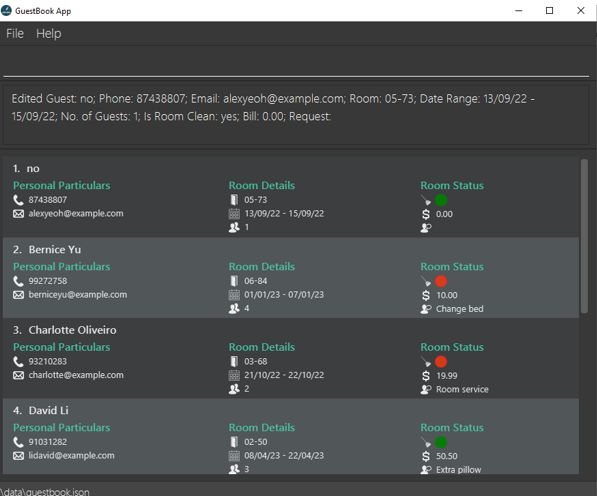 GuestBook App
File Help
Edited Guest: no; Phone: 87438807; Email: alexyeoh@example.com; Room: 05-73; Date Range: 13/09/22 -
15/09/22; No. of Guests: 1; Is Room Clean: yes; Bill: 0.00; Request:
1. no
Personal Particulars Room Details Room Status
87438807 05-73
alexyeoh@example.com 13/09/22 - 15/09/22 $ 0.00
1
2. Bernice Yu
Personal Particulars Room Details Room Status
99272758 06-84
berniceyu@example.com 01/01/23 - 07/01/23 $ 10.00
4 Change bed
3. Charlotte Oliveiro
Personal Particulars Room Details Room Status
93210283 03-68
charlotte@example.com 21/10/22 - 22/10/22 $ 19.99
2 Room service
4. David Li
Personal Particulars Room Details Room Status
91031282 02-50
lidavid@example.com 08/04/23 - 22/04/23 $ 50.50
3 Extra pillow
\data\guestbook.json